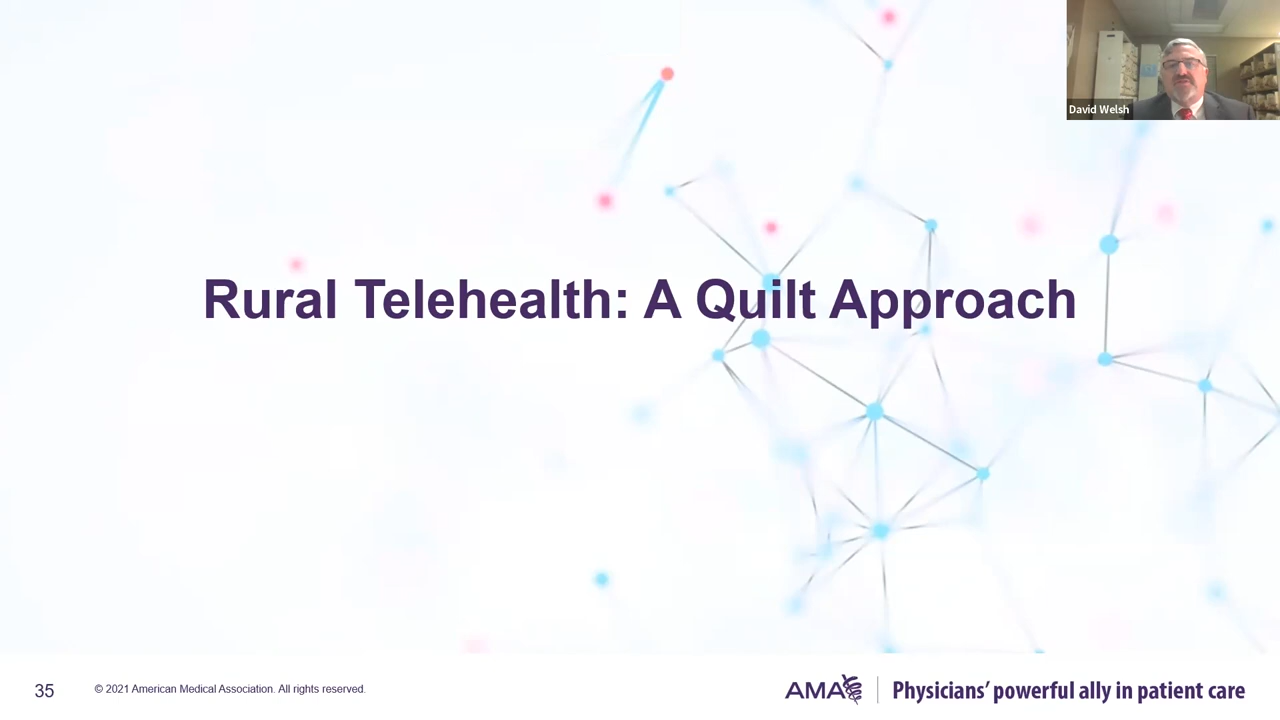 David Welsh
Rural Telehealth: A Quilt Approach
35
© 2021 American Medical Association. All rights reserved.
AMA
Physicians’ powerful ally in patient care